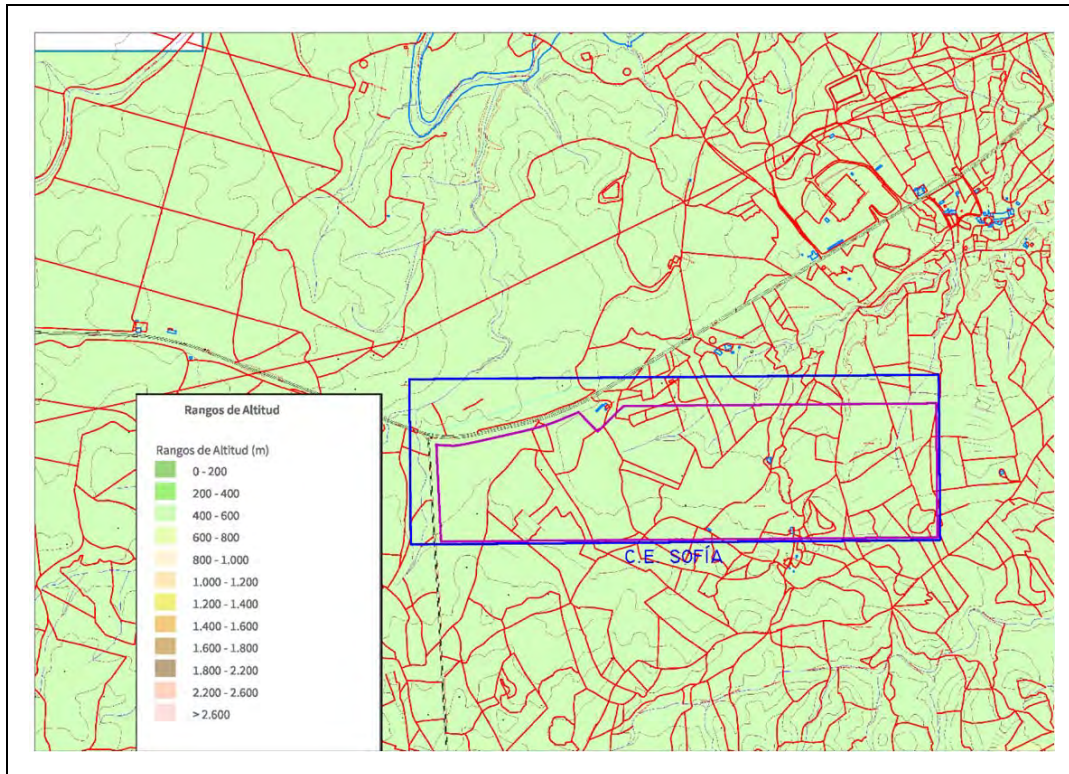 Rangos de Altitud
Rangos de Altitud (m)
0 - 200
200 - 400
400 - 600
600 - 800
800 - 1.000
1.000 - 1.200
1.200 - 1.400
1.400 - 1.600
1.600 - 1.800
1.800 - 2.200
2.200 - 2.600
> 2.600
C.E. SOFÍA